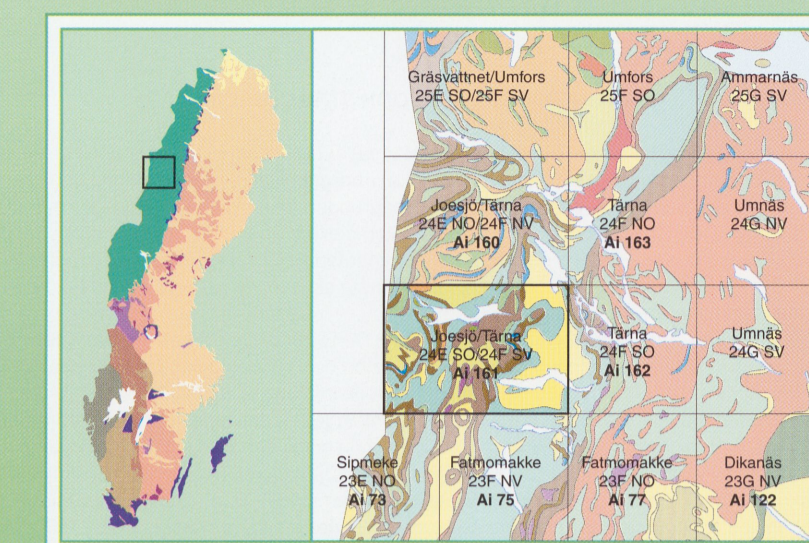 Gräsvattnet/Umfors
25E SO/25F SV
Umfors
25F SO
Ammarnäs
25G SV
Joesjö/Tärna
24E NO/24F NV
Ai 160
Tärna
24F NO
Ai 163
Umnäs
24G NV
Joesjö/Tärna
24E SO/24F SV
Ai 161
Tärna
24F SO
Ai 162
Umnäs
24G SV
Sipmeke
23E NO
Ai 73
Fatmomakke
23F NV
Ai 75
Fatmomakke
23F NO
Ai 77
Dikanäs
23G NV
Ai 122